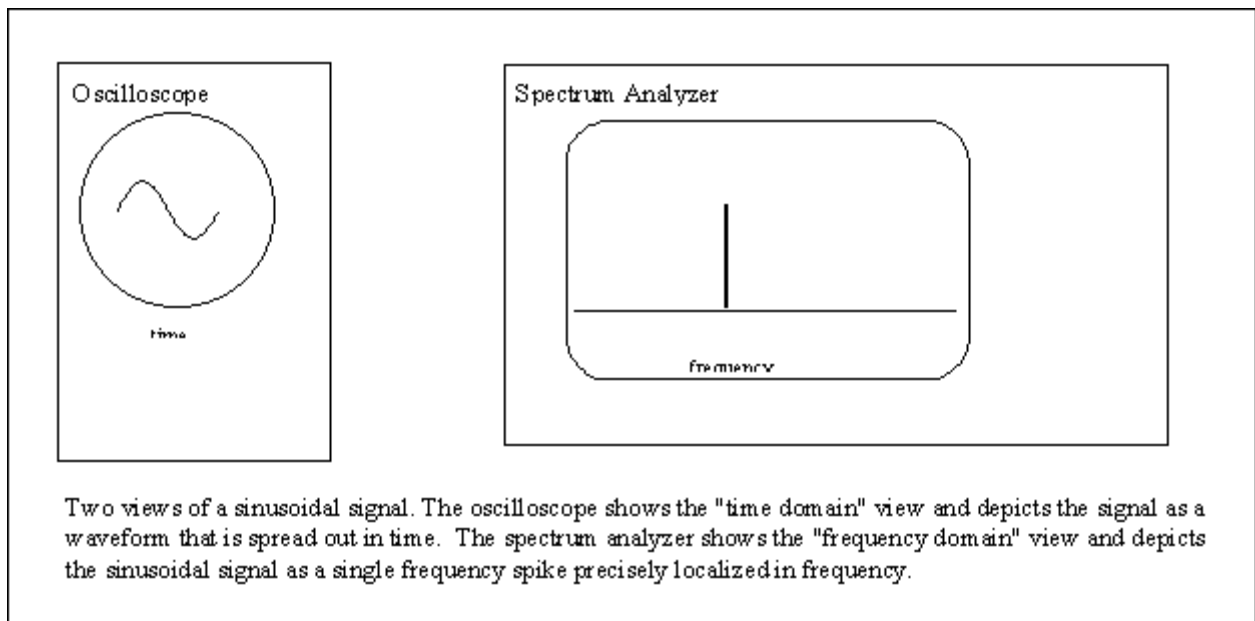 Oscilloscope
Spectrum Analyzer
time
frequency
Two views of a sinusoidal signal. The oscilloscope shows the "time domain" view and depicts the signal as a
waveform that is spread out in time. The spectrum analyzer shows the "frequency domain" view and depicts
the sinusoidal signal as a single frequency spike precisely localized in frequency.